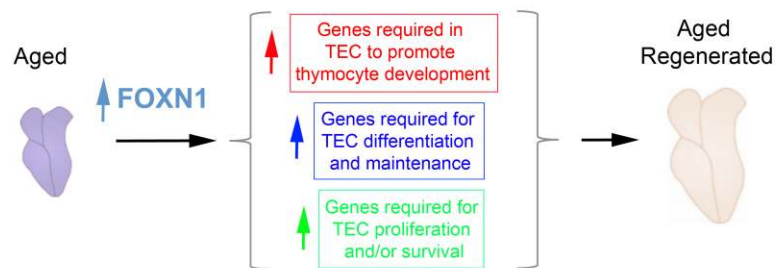 Aged
FOXN1
Genes required in
TEC to promote
thymocyte development
Genes required for
TEC differentiation
and maintenance
Genes required for
TEC proliferation
and/or survival
Aged
Regenerated